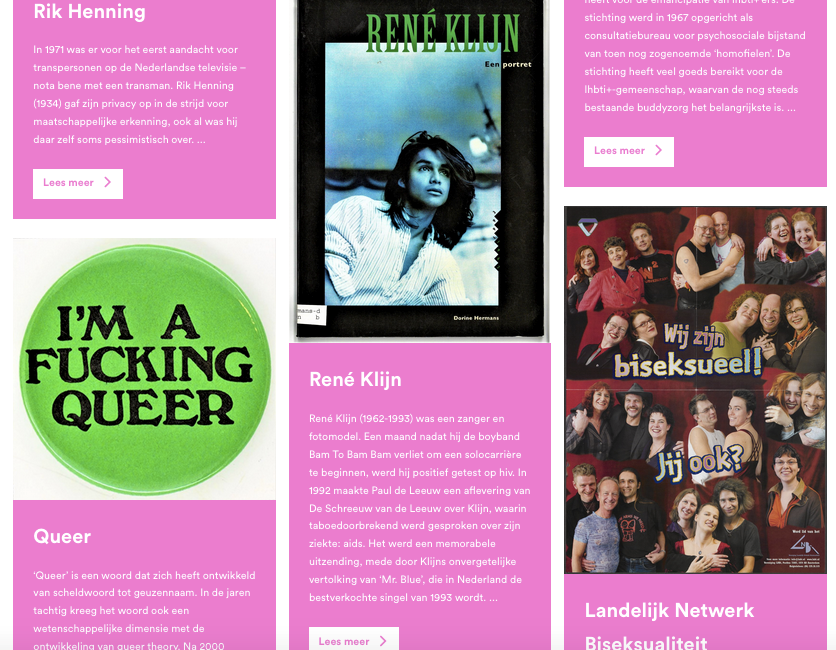 Rik Henning
In 1971 was er voor het eerst aandacht voor
transpersonen op de Nederlandse televisie –
nota bene met een transman. Rik Henning
(1934) gaf zijn privacy op in de strijd voor
maatschappelijke erkenning, ook al was hij
daar zelf soms pessimistisch over. ...
Lees meer
I'M A
FUCKING
QUEER
Queer
'Queer' is een woord dat zich heeft ontwikkeld
van scheldwoord tot geuzennaam. In de jaren
tachtig kreeg het woord ook een
wetenschappelijke dimensie met de
ontwikkeling van queer theory. Na 2000
RENÉ KLIJN
Een portret
mans-d
n b
Dorine Hermans
René Klijn
René Klijn (1962-1993) was een zanger en
fotomodel. Een maand nadat hij de boyband
Bam To Bam Bam verliet om een solocarrière
te beginnen, werd hij positief getest op hiv. In
1992 maakte Paul de Leeuw een aflevering van
De Schreeuw van de Leeuw over Klijn, waarin
taboedoorbrekend werd gesproken over zijn
ziekte: aids. Het werd een memorabele
uitzending, mede door Klijns onvergetelijke
vertolking van 'Mr. Blue', die in Nederland de
bestverkochte singel van 1993 wordt. ...
Lees meer
heeft voor de emancipatie van lhbti+'ers. De
stichting werd in 1967 opgericht als
consultatiebureau voor psychosociale bijstand
van toen nog zogenoemde 'homofielen'. De
stichting heeft veel goeds bereikt voor de
lhbti+-gemeenschap, waarvan de nog steeds
bestaande buddyzorg het belangrijkste is. ...
Lees meer
Wij zijn
biseksueel!
Jij ook?
Landelijk Netwerk
Biseksualiteit